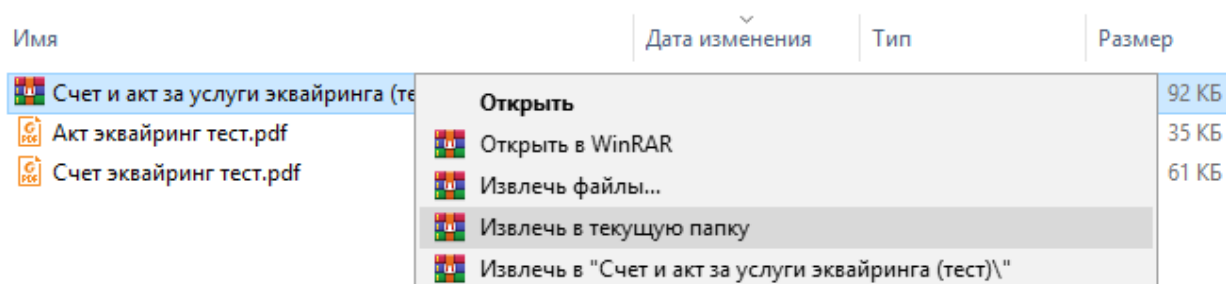 Имя Дата изменения Тип Размер
Счет и акт за услуги эквайринга (те 92 КБ
Открыть
Акт эквайринг тест.pdf 35 КБ
Открыть в WinRAR
Счет эквайринг тест.pdf 61 КБ
Извлечь файлы...
Извлечь в текущую папку
Извлечь в "Счет и акт за услуги эквайринга (тест)\"